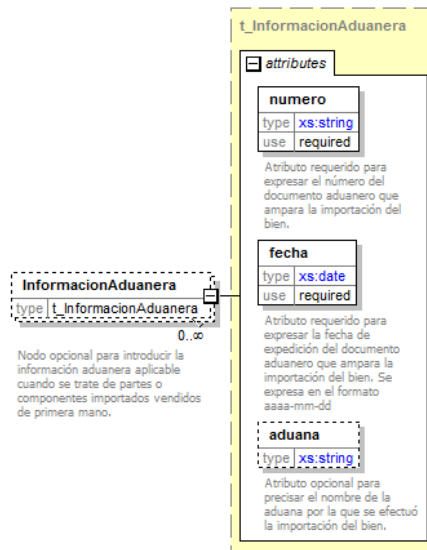 t_InformacionAduanera
attributes
numero
type xs:string
use required
Atributo requerido para
expresar el número del
documento aduanero que
ampara la importación del
bien.
fecha
type xs:date
use required
Atributo requerido para
expresar la fecha de
expedición del documento
aduanero que ampara la
importación del bien. Se
expresa en el formato
aaaa-mm-dd
aduana
type xs:string
Atributo opcional para
precisar el nombre de la
aduana por la que se efectuó
la importación del bien.
InformacionAduanera
type t_InformacionAduanera
0..∞
Nodo opcional para introducir la
información aduanera aplicable
cuando se trate de partes o
componentes importados vendidos
de primera mano.